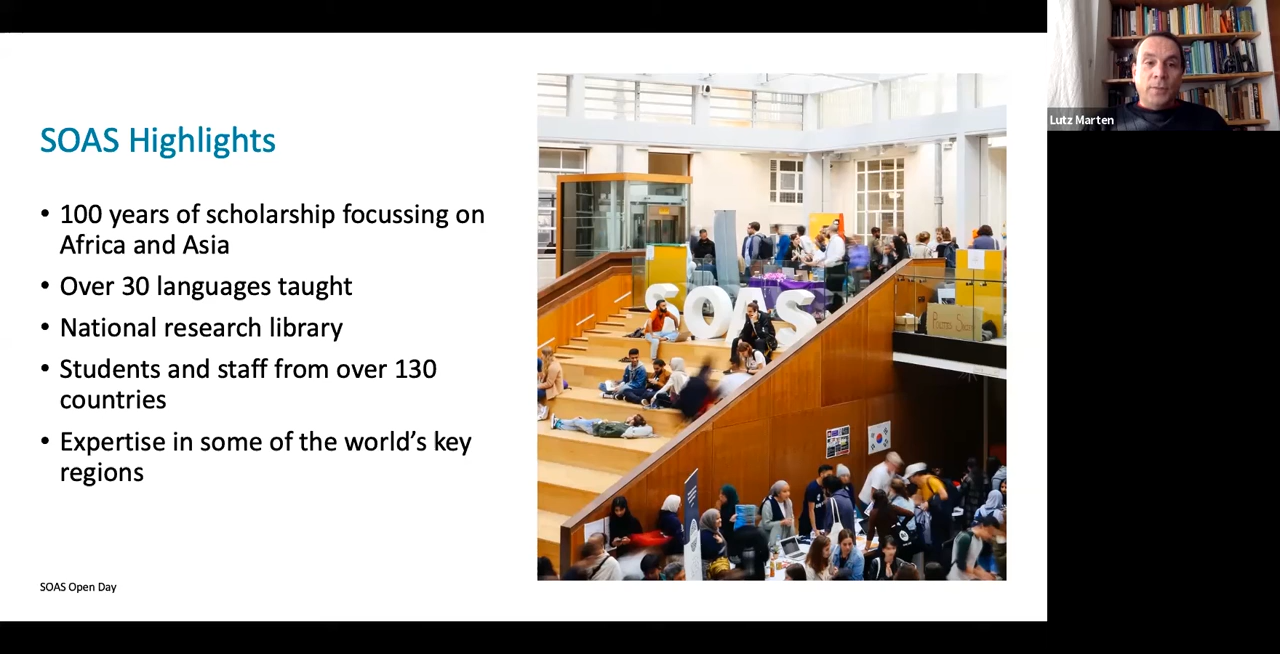 SOAS Highlights
• 100 years of scholarship focussing on
Africa and Asia
• Over 30 languages taught
• National research library
• Students and staff from over 130
countries
• Expertise in some of the world's key
regions
SOAS Open Day
SOAS
Lutz Marten